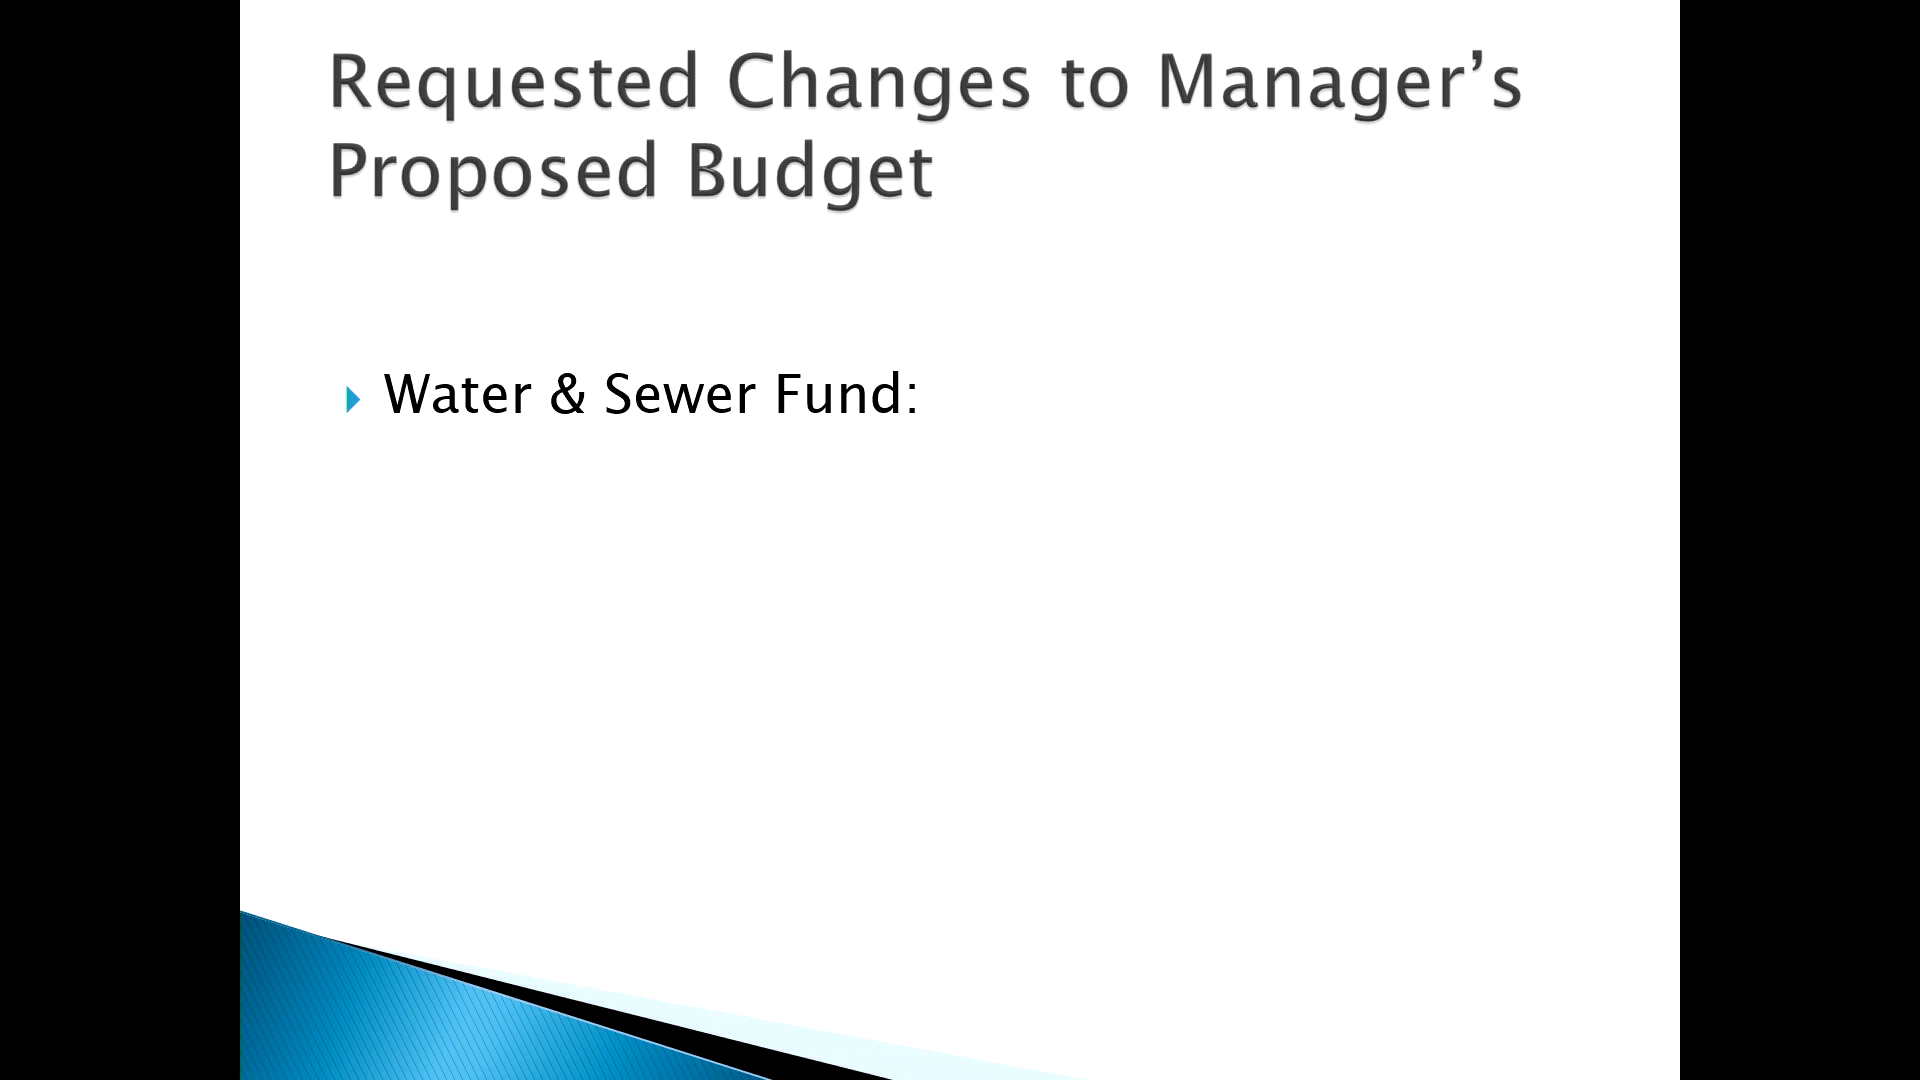 Requested Changes to Manager’s
Proposed Budget
Water & Sewer Fund: